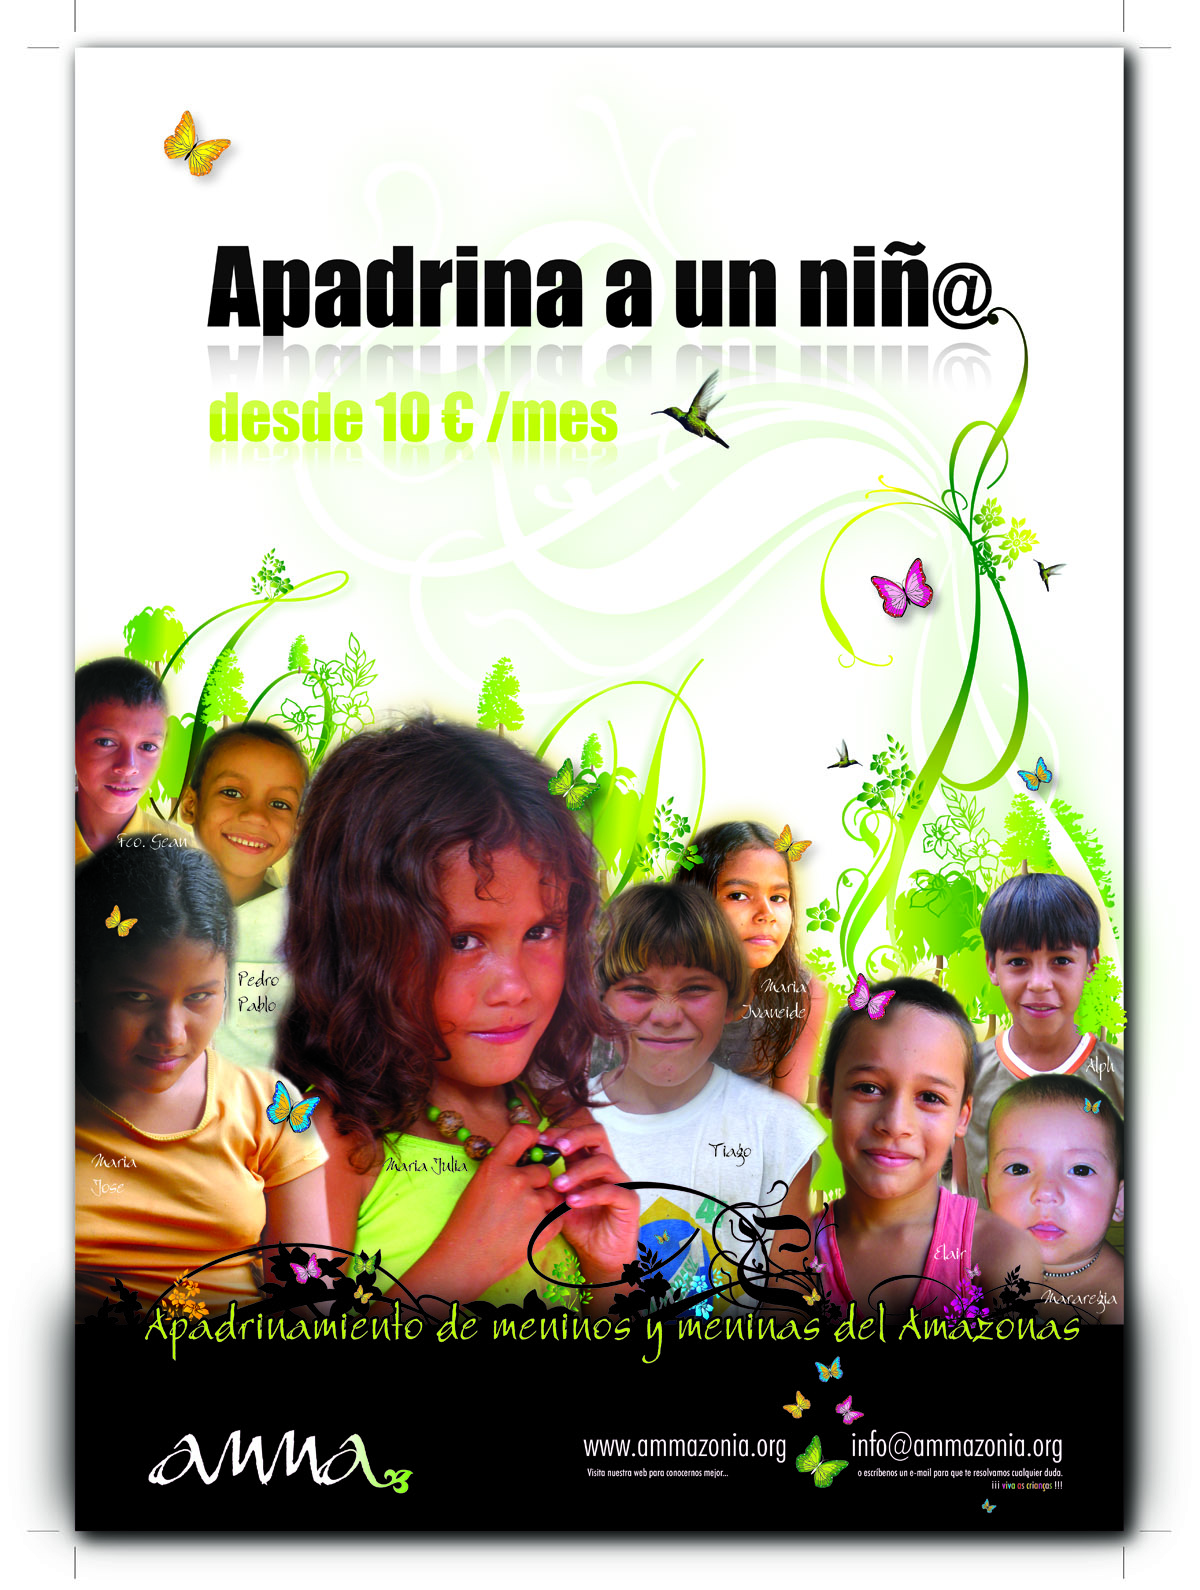 Apadrina a un niñ@
desde 10 € /mes
Fco. Gean
Pedro
Pablo
Maria
Ivaneide
Alph
Maria
Jose
Maria Julia
Tiago
Elair
Mararegia
Apadrinamiento de meninos y meninas del Amazonas
amma
www.ammazonia.org
Visita nuestra web para conocernos mejor...
info@ammazonia.org
o escríbenos un e-mail para que te resolvamos cualquier duda.
¡¡¡ viva as crianças !!!